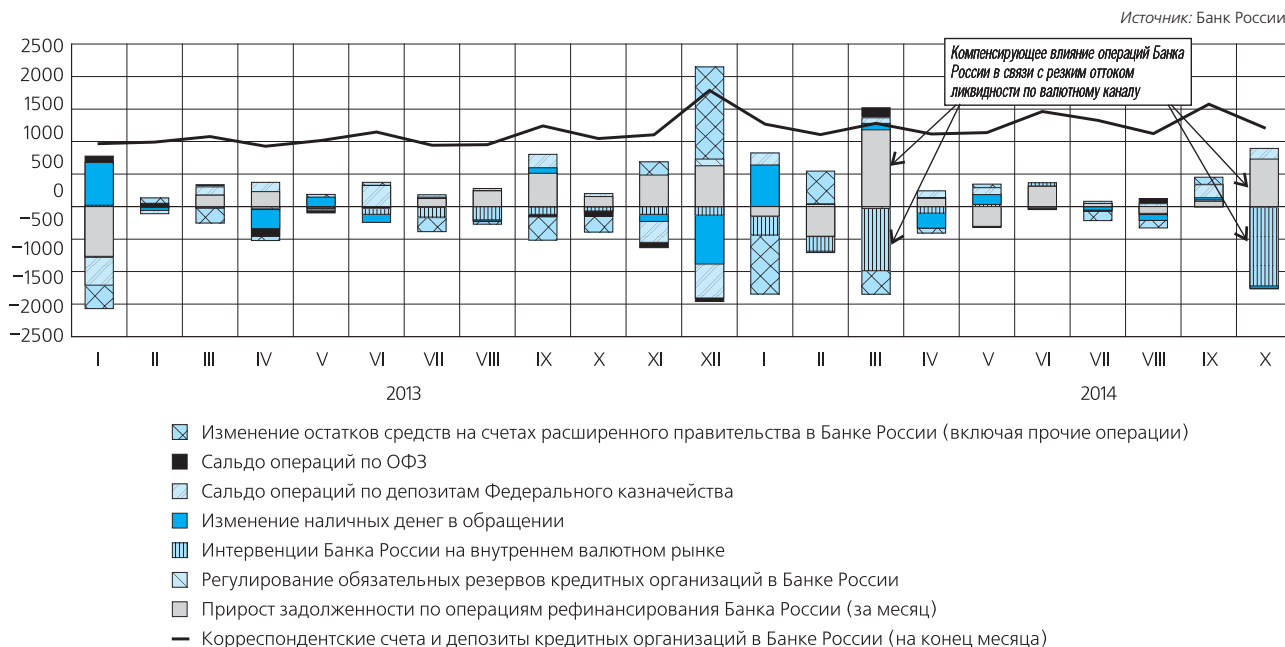 Источник: Банк России
2500
2000
1500
1000
500
0
−500
−1000
−1500
−2000
−2500
Компенсирующее влияние операций Банка
России в связи с резким оттоком
ликвидности по валютному каналу
I II III IV V VI VII VIII IX X XI XII I II III IV V VI VII VIII IX X
2013 2014
Изменение остатков средств на счетах расширенного правительства в Банке России (включая прочие операции)
Сальдо операций по ОФЗ
Сальдо операций по депозитам Федерального казначейства
Изменение наличных денег в обращении
Интервенции Банка России на внутреннем валютном рынке
Регулирование обязательных резервов кредитных организаций в Банке России
Прирост задолженности по операциям рефинансирования Банка России (за месяц)
Корреспондентские счета и депозиты кредитных организаций в Банке России (на конец месяца)